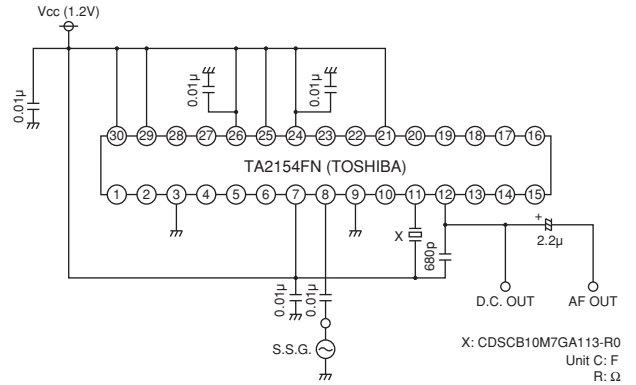 Vcc (1.2V)
0.01µ
0.01µ
0.01µ
30 29 28 27 26 25 24 23 22 21 20 19 18 17 16
TA2154FN (TOSHIBA)
1 2 3 4 5 6 7 8 9 10 11 12 13 14 15
X
680p
+
2.2µ
0.01µ
0.01µ
D.C. OUT
AF OUT
S.S.G.
X: CDSCB10M7GA113-R0
Unit C: F
R: Ω